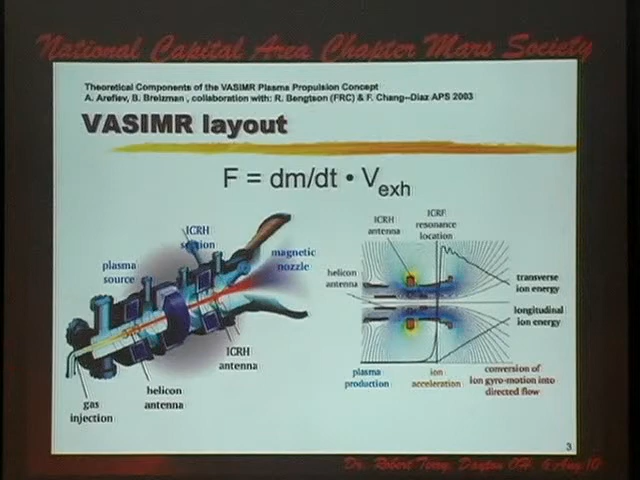 National Capital Area Chapter Mars Society
Theoretical Components of the VASIMR Plasma Propulsion Concept
A. Arefiev, B. Breizman, collaboration with: R. Bengtson (FRC) & F. Chang--Diaz APS 2003
VASIMR layout
F = dm/dt • Vexh
ICRH
section
plasma
source
magnetic
nozzle
ICRH
antenna
helicon
antenna
gas
injection
ICRH
antenna
ICRF
resonance
location
helicon
antenna
transverse
ion energy
longitudinal
ion energy
plasma
production
ion
acceleration
conversion of
ion gyro-motion into
directed flow
3
Dr. Robert Terry, Dayton OH, 6 Aug 10